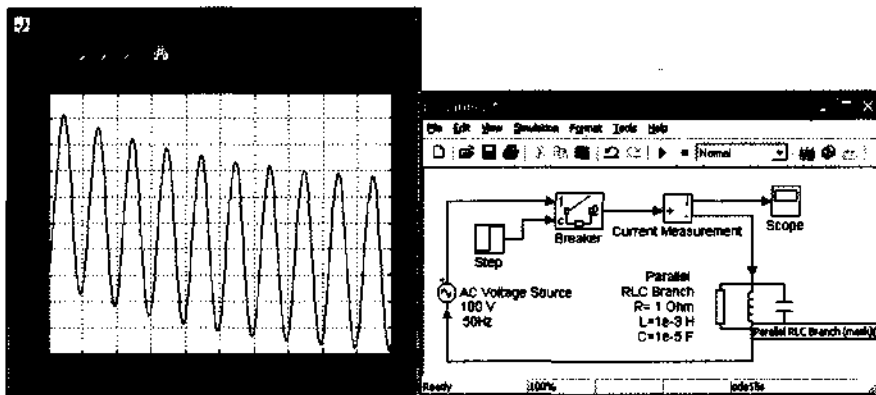 File Edit View Simulation Format Tools Help
Normal
Breaker
Current Measurement
Scope
Step
AC Voltage Source
100 V
50Hz
Parallel
RLC Branch
R= 1 Ohm
L=1e-3 H
C=1e-5 F
Parallel RLC Branch (mask)
Ready
100%